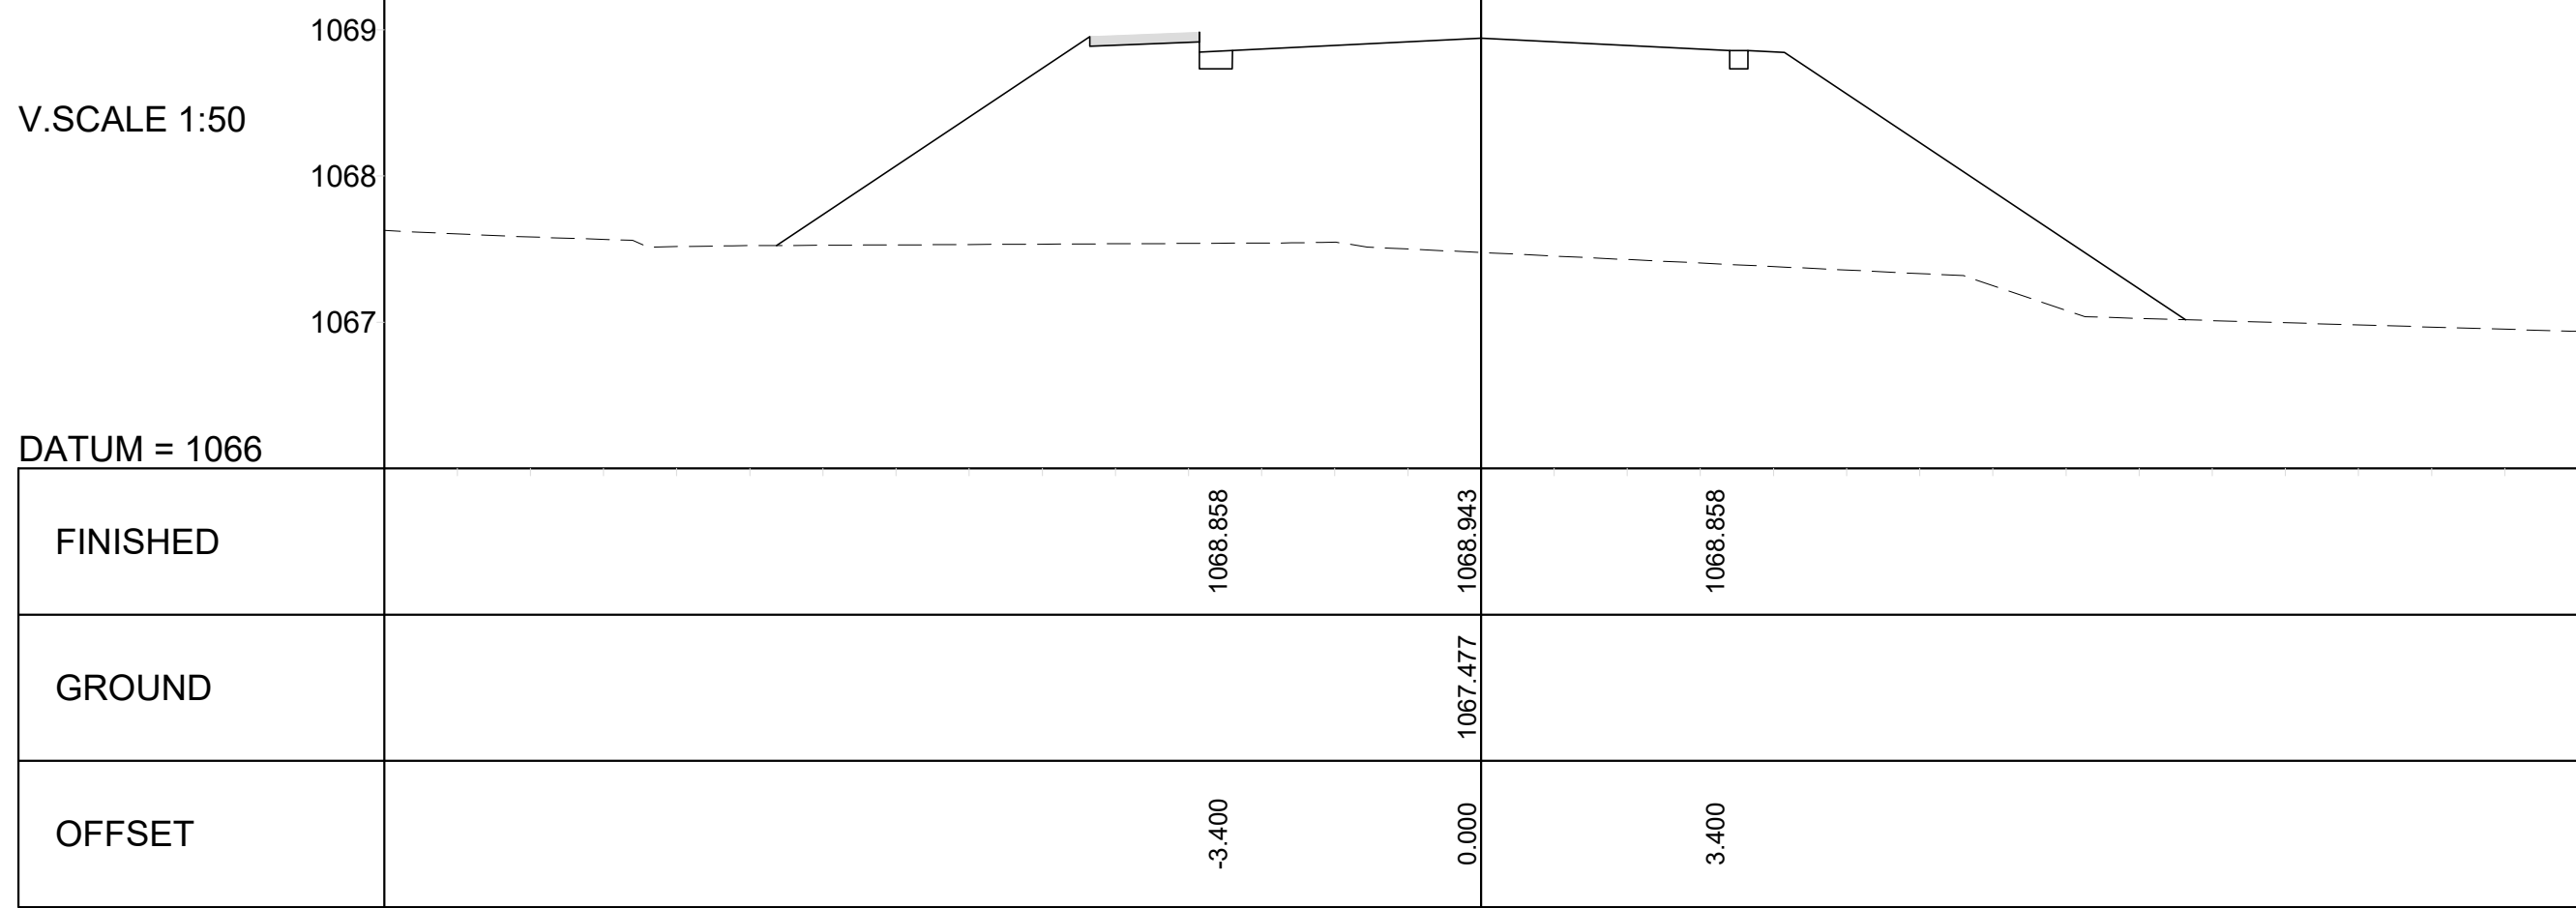 1069
V.SCALE 1:50
1068
1067
DATUM = 1066
FINISHED 1068.858 1068.943 1068.858
GROUND 1067.477
OFFSET -3.400 0.000 3.400